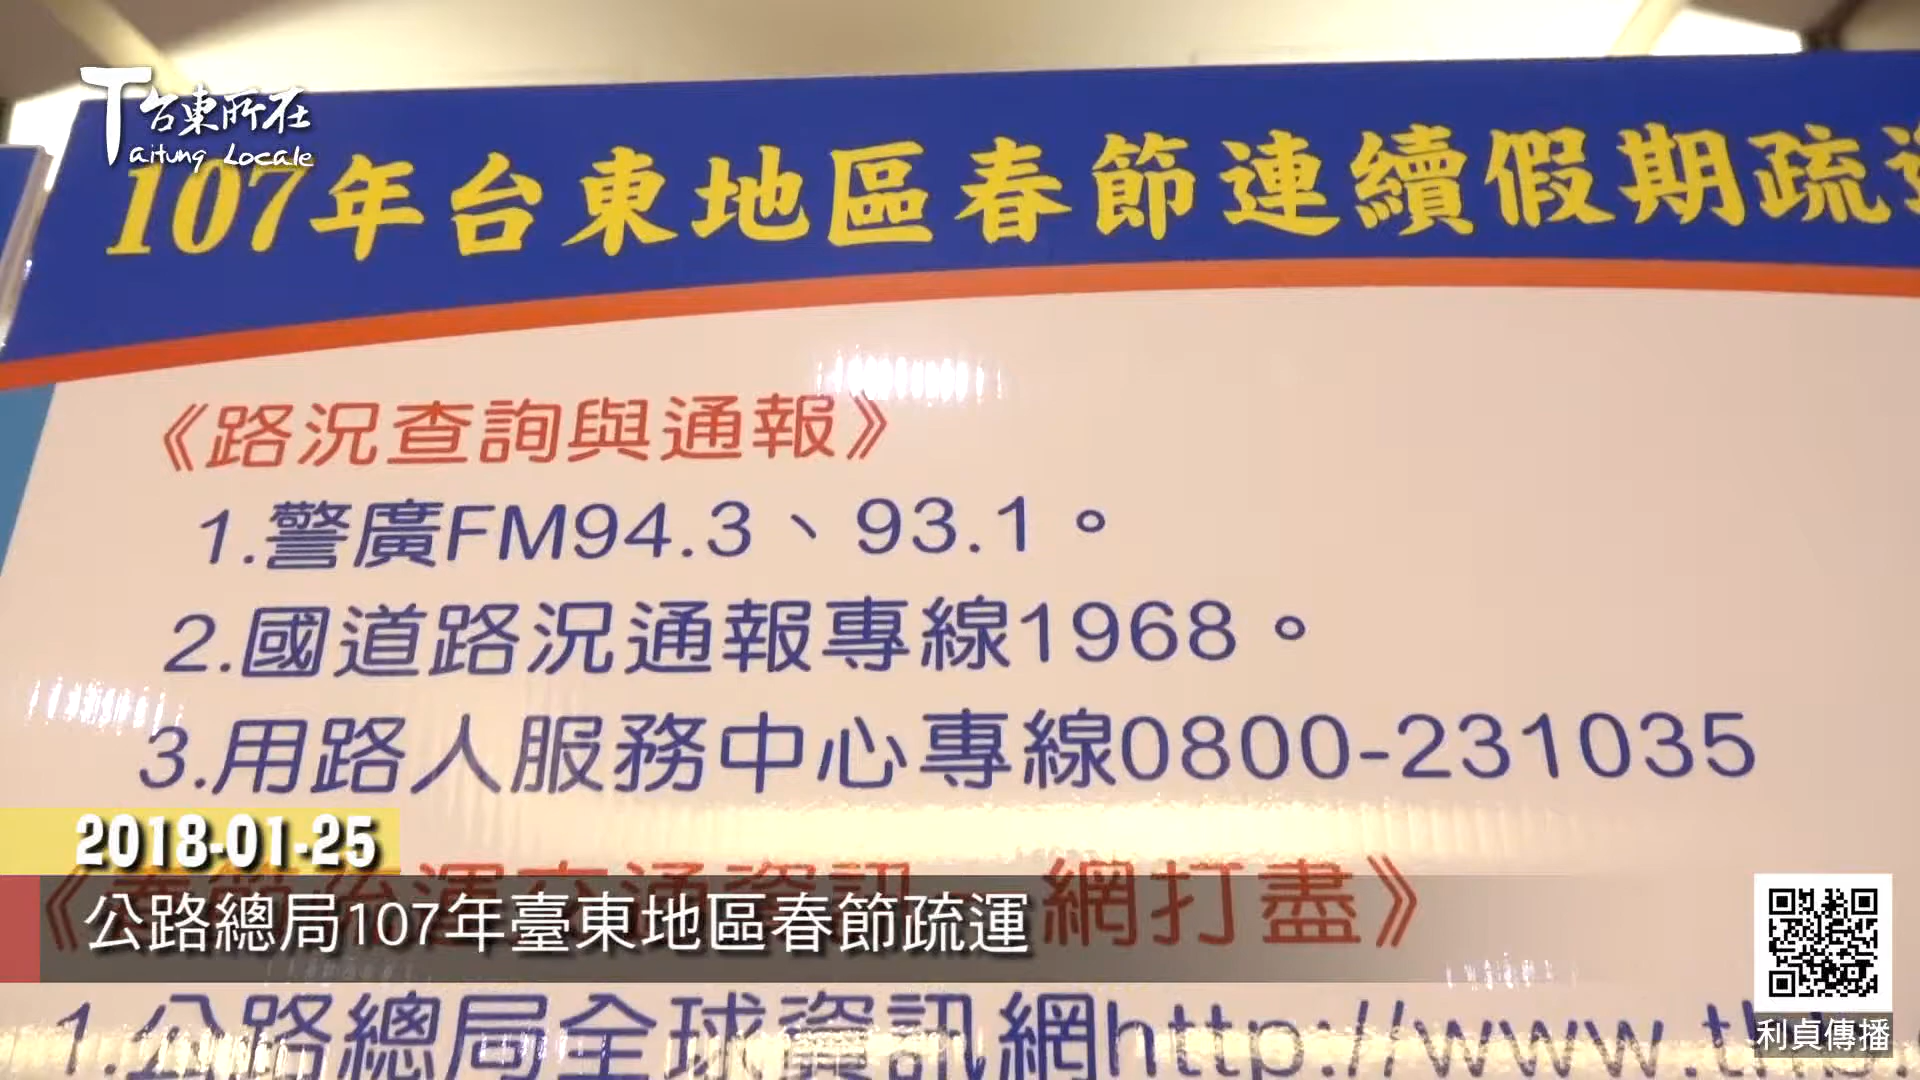 台東所在
Taitung Locale
107年台東地區春節連續假期疏運
《路況查詢與通報》
1.警廣FM94.3、93.1。
2.國道路況通報專線1968。
3.用路人服務中心專線0800-231035
2018-01-25
網打盡》
公路總局107年臺東地區春節疏運
1.公路總局全球資訊網http://www.thb.
利貞傳播